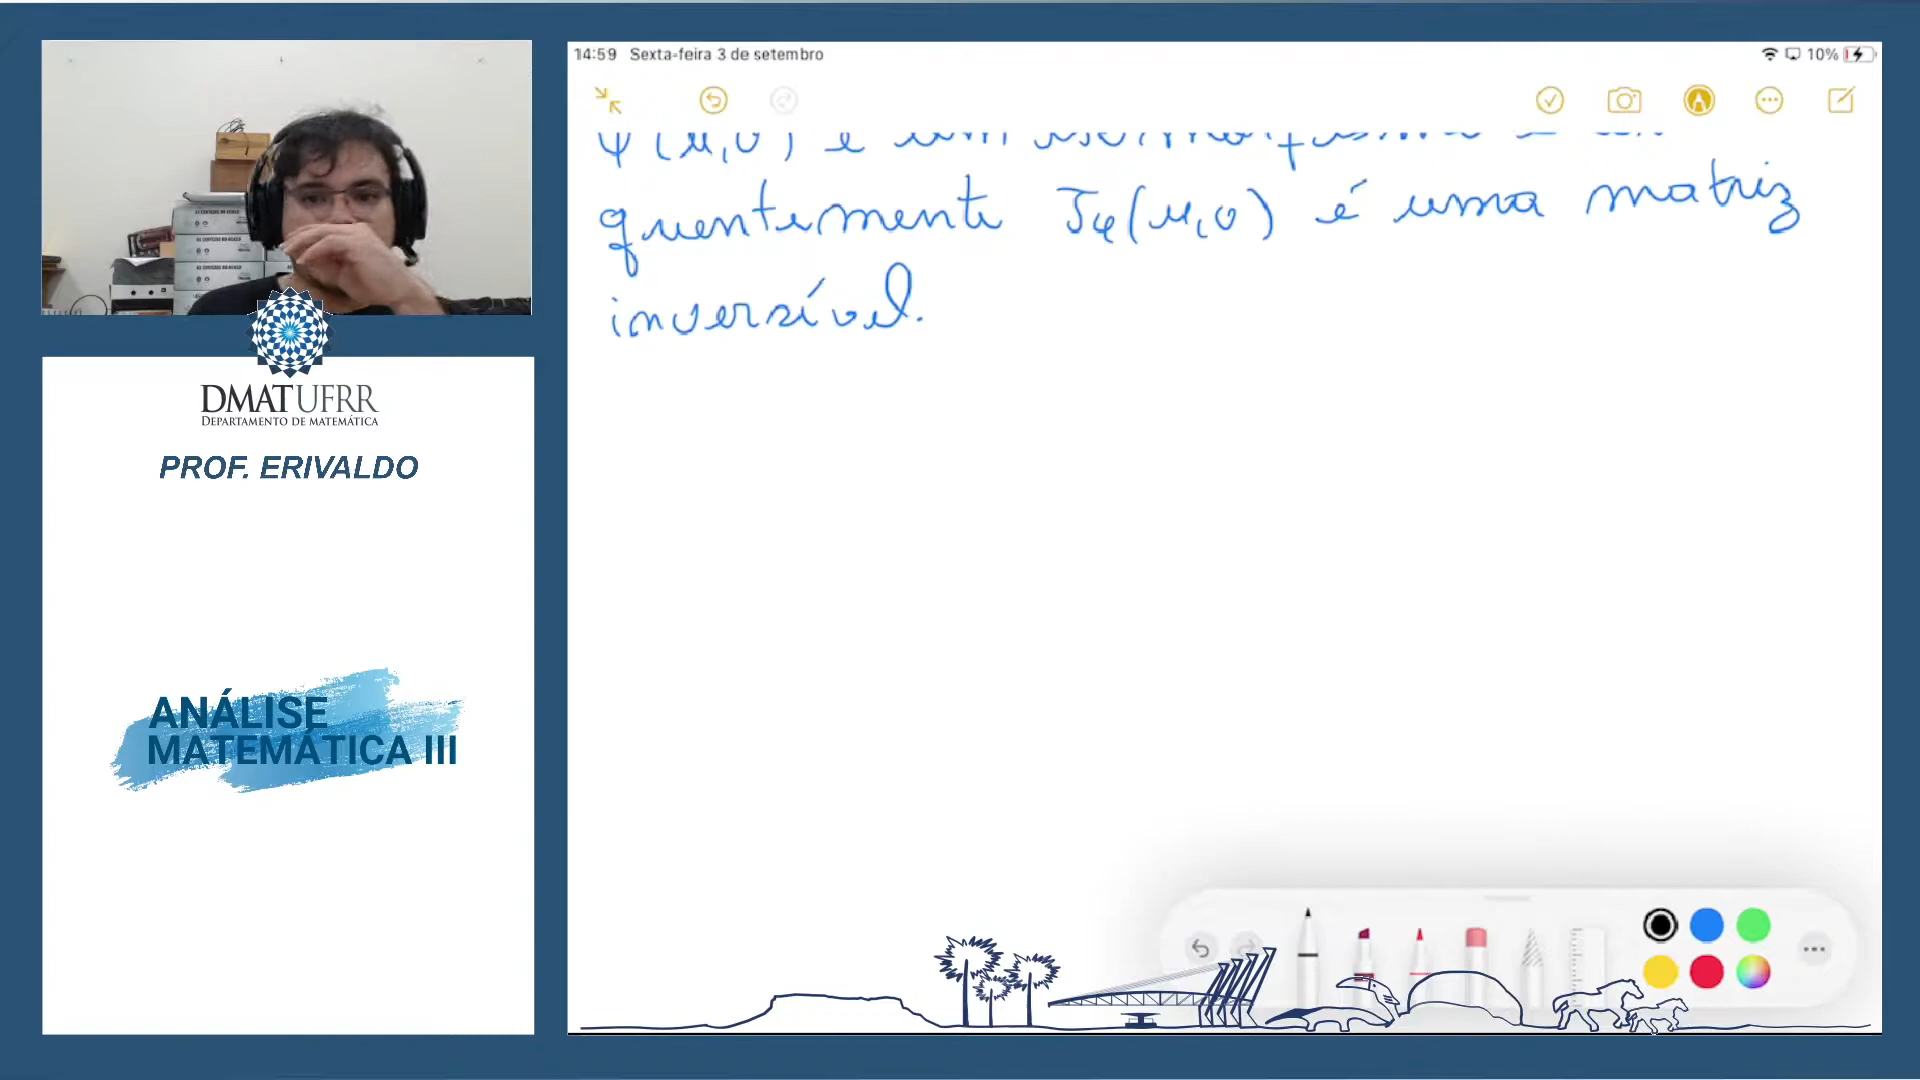 14:59 Sexta-feira 3 de setembro
10%
quentemente J_φ(u,v) é uma matriz
inversível.
DMATUFRR
DEPARTAMENTO DE MATEMÁTICA
PROF. ERIVALDO
ANÁLISE
MATEMÁTICA III